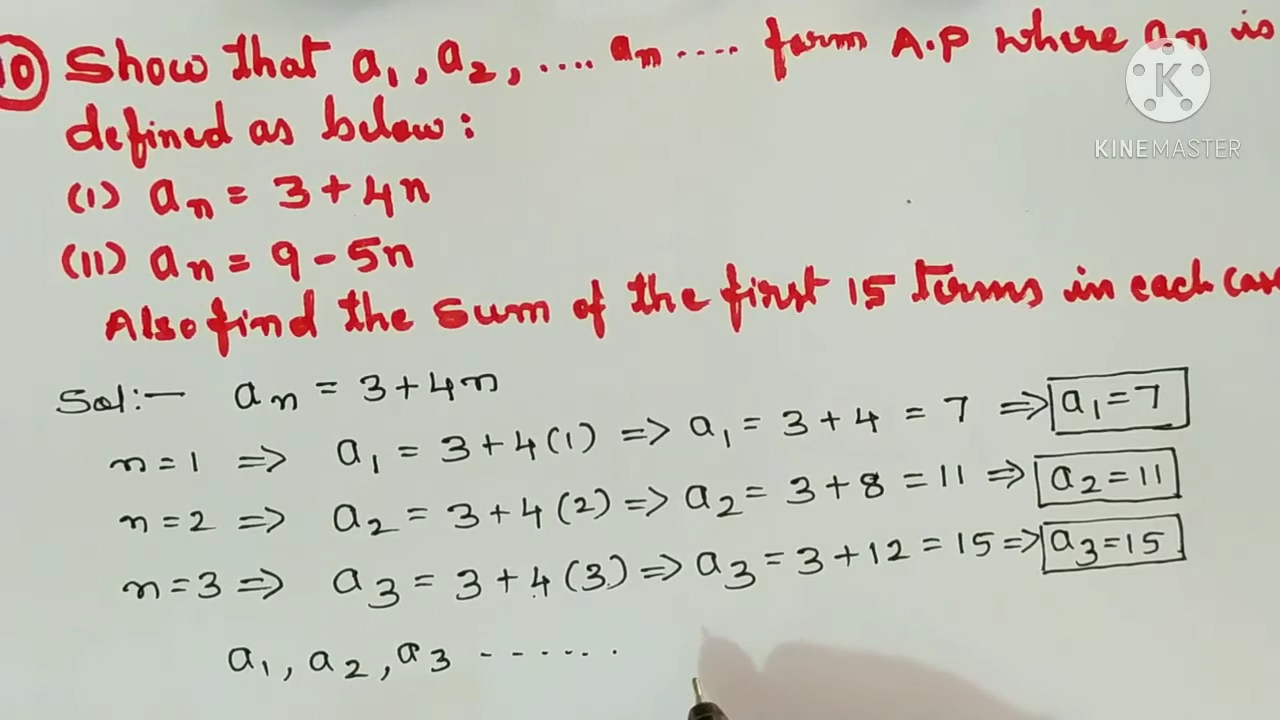 10 Show that a₁, a₂, .... aₙ .... form A.P where aₙ is
K
KINEMASTER
defined as below:
(I) aₙ = 3 + 4n
(II) aₙ = 9 - 5n
Also find the sum of the first 15 terms in each case
Sol:- aₙ = 3 + 4n
n = 1 => a₁ = 3 + 4(1) => a₁ = 3 + 4 = 7 => a₁ = 7
n = 2 => a₂ = 3 + 4(2) => a₂ = 3 + 8 = 11 => a₂ = 11
n = 3 => a₃ = 3 + 4(3) => a₃ = 3 + 12 = 15 => a₃ = 15
a₁, a₂, a₃ ------.